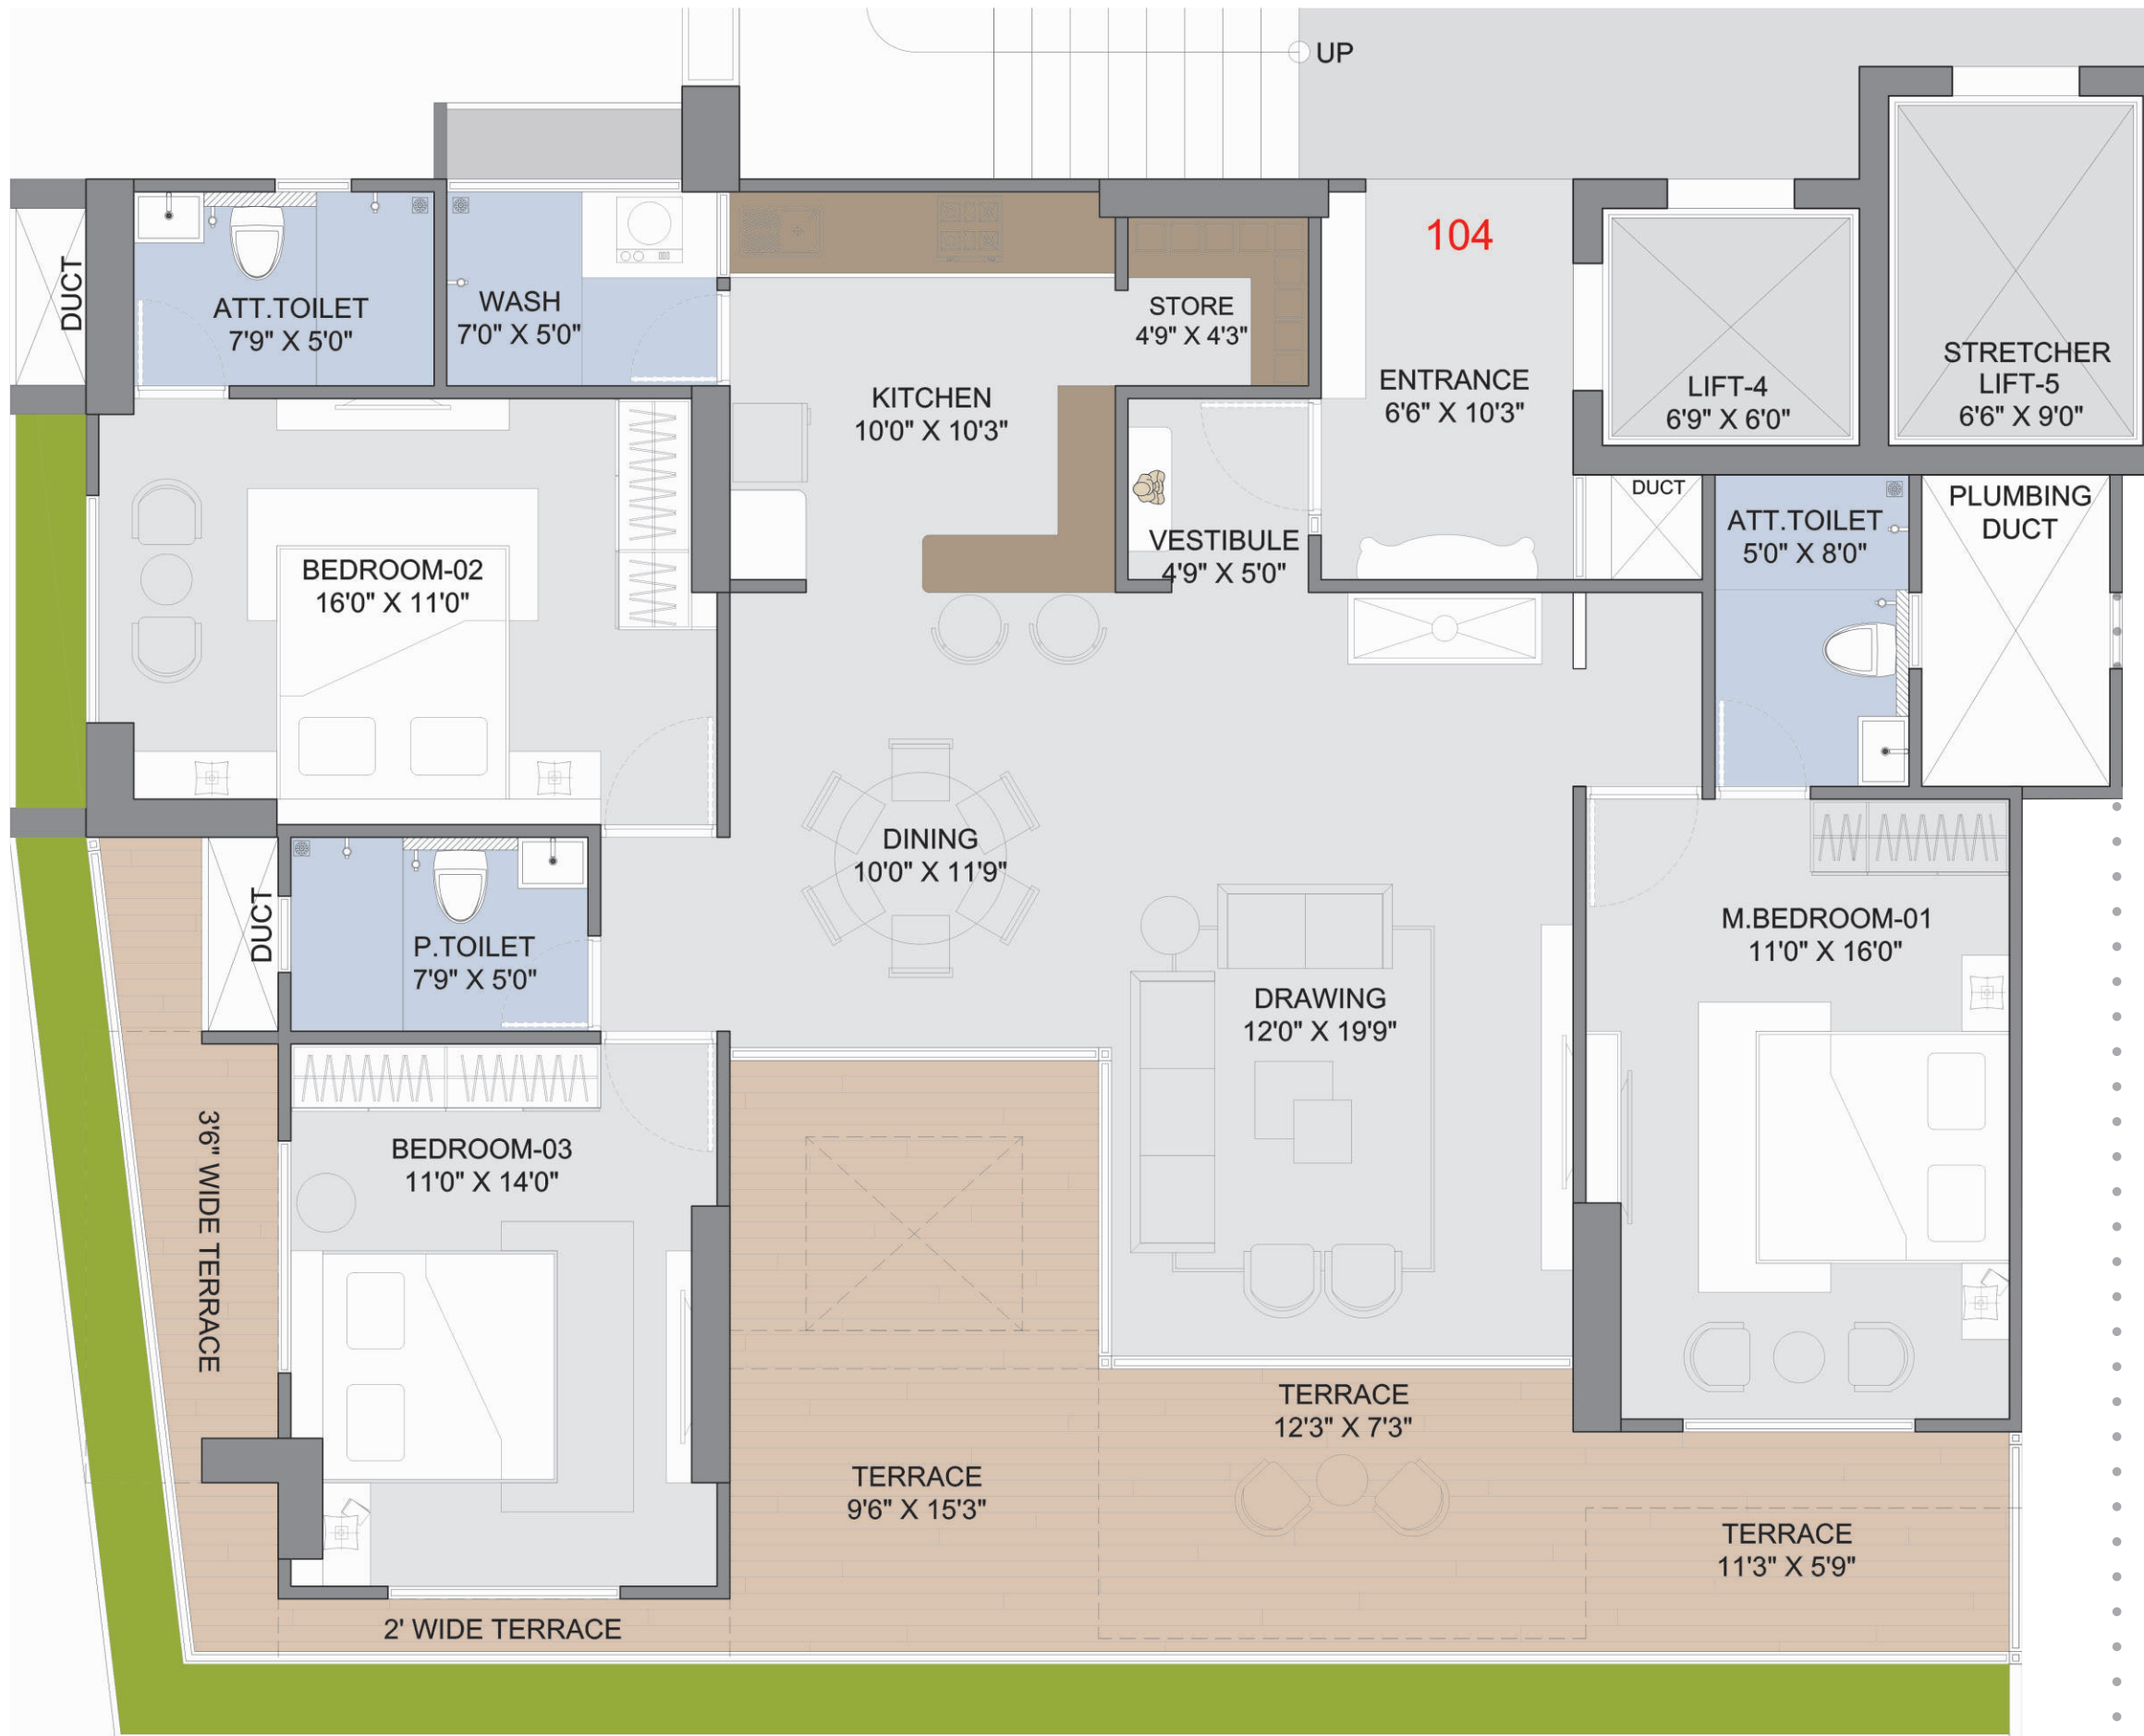 UP
104
DUCT
ATT.TOILET
7'9" X 5'0"
WASH
7'0" X 5'0"
STORE
4'9" X 4'3"
KITCHEN
10'0" X 10'3"
ENTRANCE
6'6" X 10'3"
LIFT-4
6'9" X 6'0"
STRETCHER
LIFT-5
6'6" X 9'0"
DUCT
PLUMBING
DUCT
ATT.TOILET
5'0" X 8'0"
VESTIBULE
4'9" X 5'0"
BEDROOM-02
16'0" X 11'0"
DINING
10'0" X 11'9"
DUCT
P.TOILET
7'9" X 5'0"
M.BEDROOM-01
11'0" X 16'0"
DRAWING
12'0" X 19'9"
BEDROOM-03
11'0" X 14'0"
3'6" WIDE TERRACE
TERRACE
12'3" X 7'3"
TERRACE
9'6" X 15'3"
TERRACE
11'3" X 5'9"
2' WIDE TERRACE